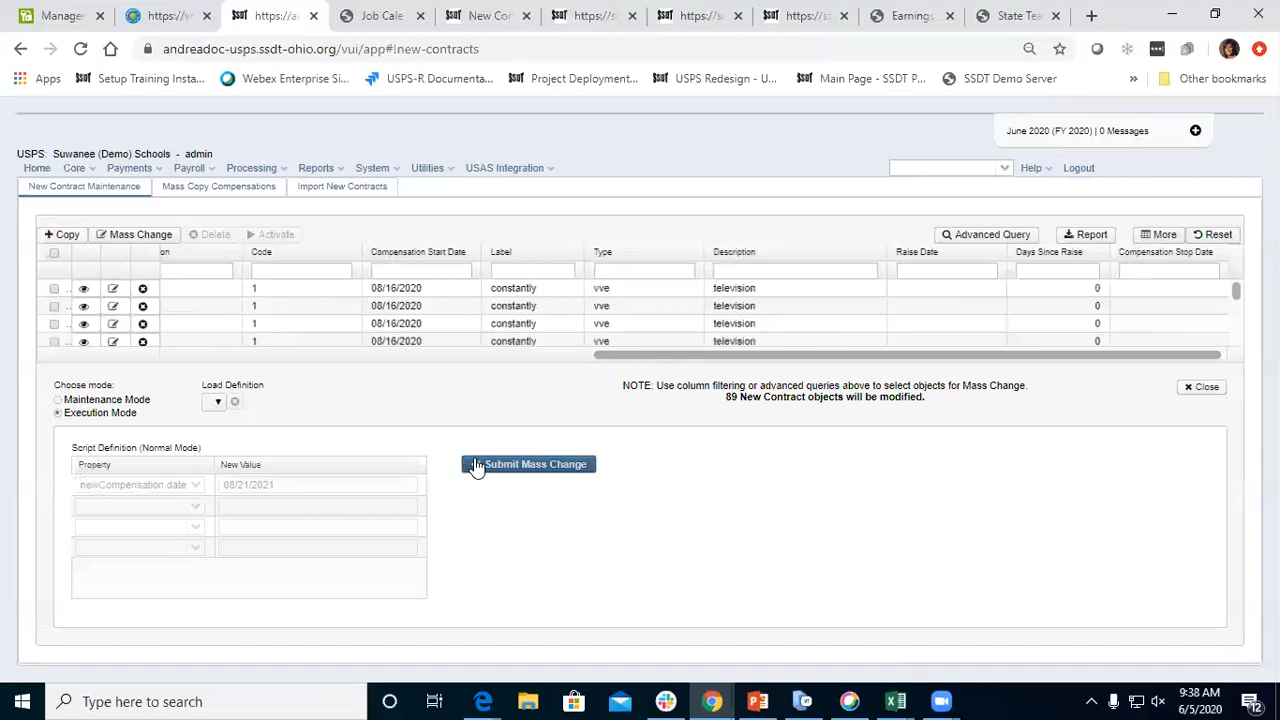 Manager
https://v
https://a
Job Cale
New Co
https://s
https://
https://s
Earnings
State Tea
andreadoc-usps.ssdt-ohio.org/vui/app#!new-contracts
Apps
Setup Training Insta...
Webex Enterprise Si...
USPS-R Documenta...
Project Deployment...
USPS Redesign - U...
Main Page - SSDT P...
SSDT Demo Server
»
Other bookmarks
June 2020 (FY 2020) | 0 Messages
USPS: Suwanee (Demo) Schools - admin
Home Core Payments Payroll Processing Reports System Utilities USAS Integration Help Logout
New Contract Maintenance Mass Copy Compensations Import New Contracts
Copy Mass Change Delete Activate Advanced Query Report More Reset
on Code Compensation Start Date Label Type Description Raise Date Days Since Raise Compensation Stop Date
1 08/16/2020 constantly vve television 0
1 08/16/2020 constantly vve television 0
1 08/16/2020 constantly vve television 0
1 08/16/2020 constantly vve television 0
Choose mode: Load Definition NOTE: Use column filtering or advanced queries above to select objects for Mass Change.
89 New Contract objects will be modified.
Close
Maintenance Mode
Execution Mode
Script Definition (Normal Mode)
Property New Value
Submit Mass Change
newCompensation.date 08/21/2021
Type here to search
9:38 AM
6/5/2020
12